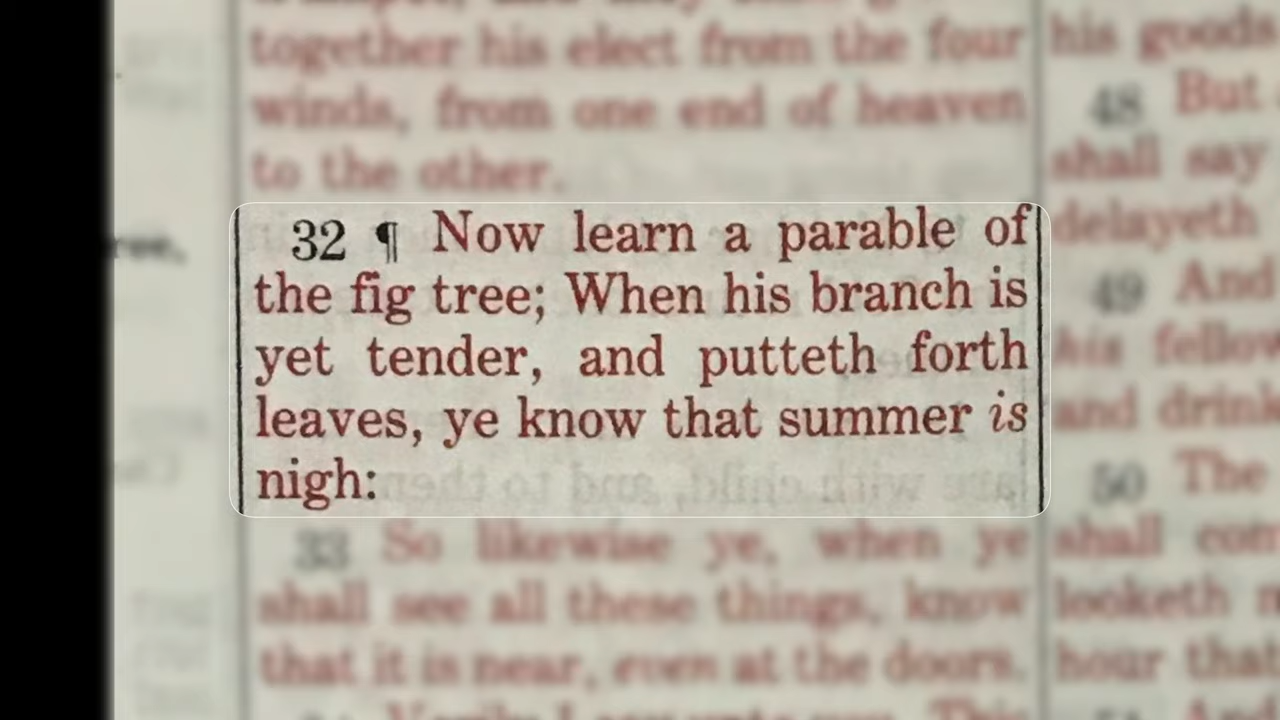 together his elect from the four
winds, from one end of heaven
to the other.
32 ¶ Now learn a parable of
the fig tree; When his branch is
yet tender, and putteth forth
leaves, ye know that summer is
nigh:
33 So likewise ye, when ye
shall see all these things, know
that it is near, even at the doors.
his goods
48 But
shall say
delayeth
49 And
his fellow
and drink
50 The
shall com
looketh
hour that